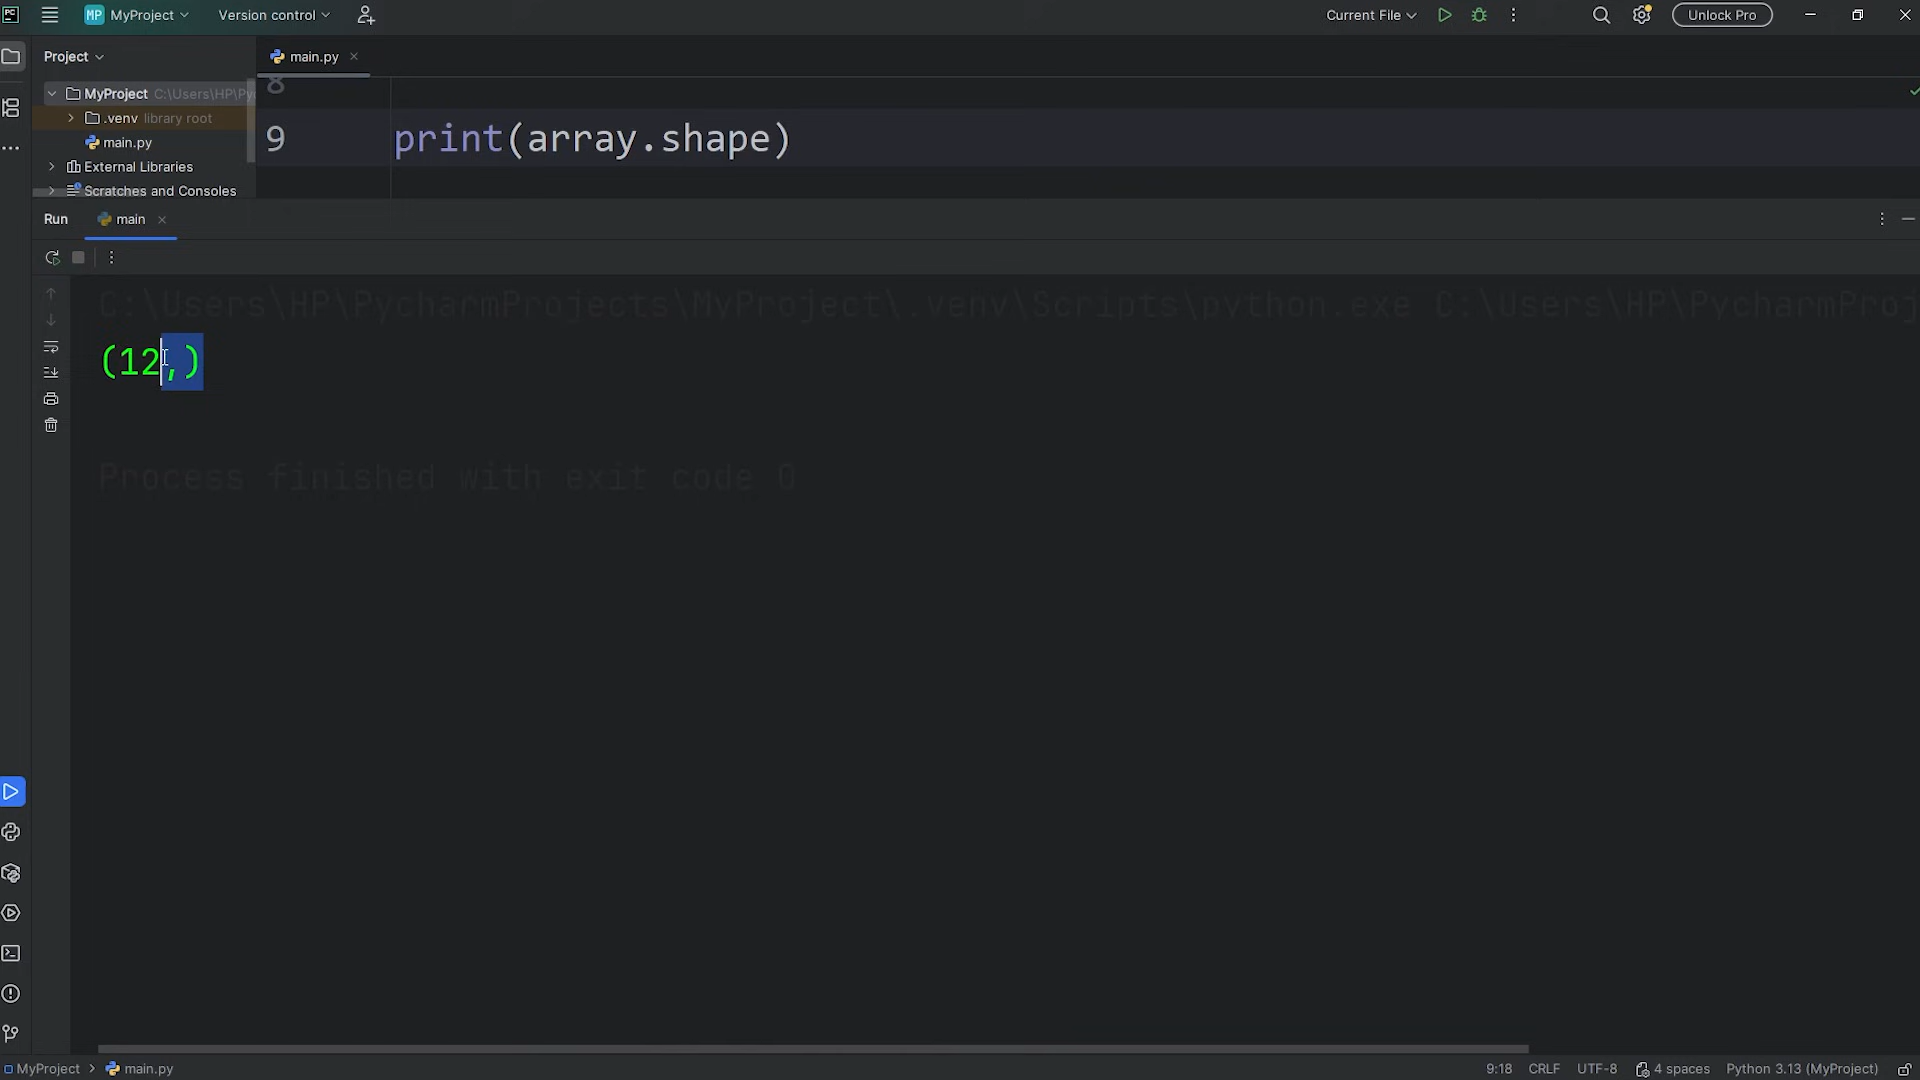 PC MP MyProject Version control Current File Unlock Pro
Project main.py
MyProject C:\Users\HP\Py
.venv library root
main.py
External Libraries
Scratches and Consoles
8
9 print(array.shape)
Run main
C:\Users\HP\PycharmProjects\MyProject\.venv\Scripts\python.exe C:\Users\HP\PycharmProj
(12,)
Process finished with exit code 0
MyProject > main.py 9:18 CRLF UTF-8 4 spaces Python 3.13 (MyProject)